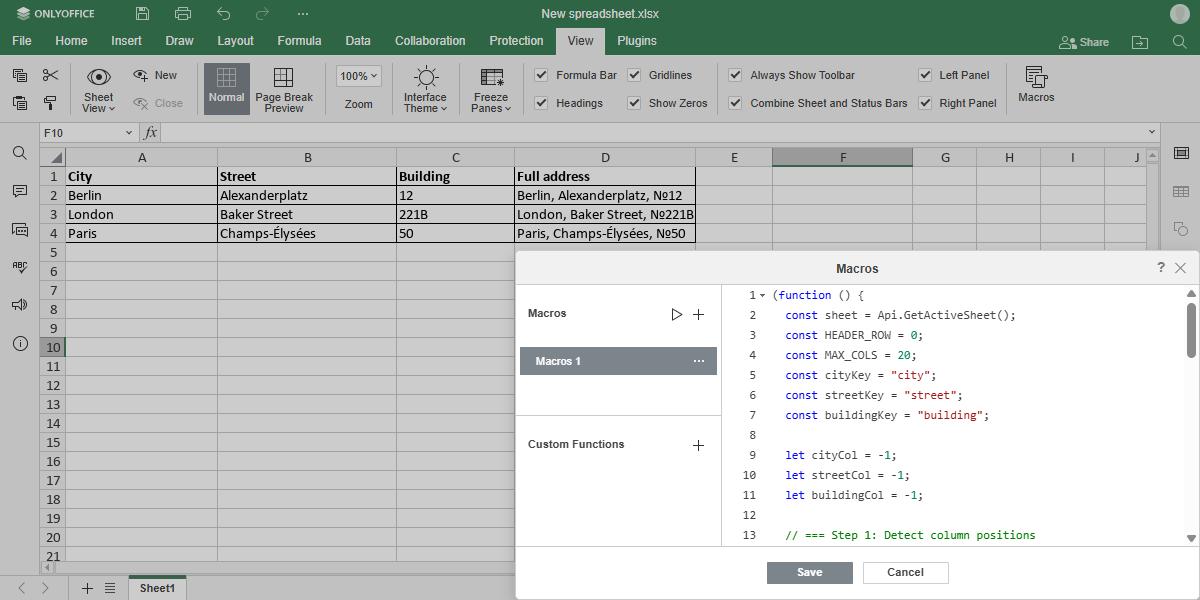 ONLYOFFICE
New spreadsheet.xlsx
File Home Insert Draw Layout Formula Data Collaboration Protection View Plugins Share
Sheet View
New
Close
Normal
Page Break Preview
100%
Zoom
Interface Theme
Freeze Panes
Formula Bar
Gridlines
Headings
Show Zeros
Always Show Toolbar
Combine Sheet and Status Bars
Left Panel
Right Panel
Macros
F10 fx
A B C D E F G H I J
1 City Street Building Full address
2 Berlin Alexanderplatz 12 Berlin, Alexanderplatz, №12
3 London Baker Street 221B London, Baker Street, №221B
4 Paris Champs-Élysées 50 Paris, Champs-Élysées, №50
5
6
7
8
9
10
11
12
13
14
15
16
17
18
19
20
21
ABC
Macros ?
Macros
Macros 1 ...
Custom Functions
1 (function () {
2 const sheet = Api.GetActiveSheet();
3 const HEADER_ROW = 0;
4 const MAX_COLS = 20;
5 const cityKey = "city";
6 const streetKey = "street";
7 const buildingKey = "building";
8
9 let cityCol = -1;
10 let streetCol = -1;
11 let buildingCol = -1;
12
13 // === Step 1: Detect column positions
Save Cancel
Sheet1